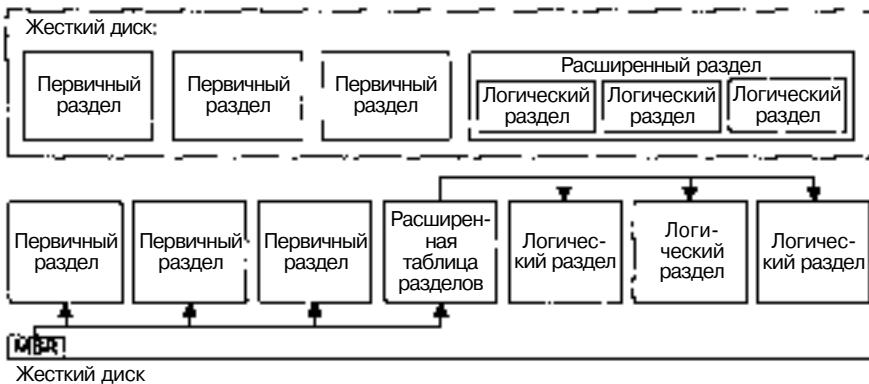 Жесткий диск:
Первичный
раздел
Первичный
раздел
Первичный
раздел
Расширенный раздел
Логический
раздел
Логический
раздел
Логический
раздел
Первичный
раздел
Первичный
раздел
Первичный
раздел
Расширен-
ная
таблица
разделов
Логичес-
кий раздел
Логи-
ческий
раздел
Логичес-
кий раздел
MBR
Жесткий диск